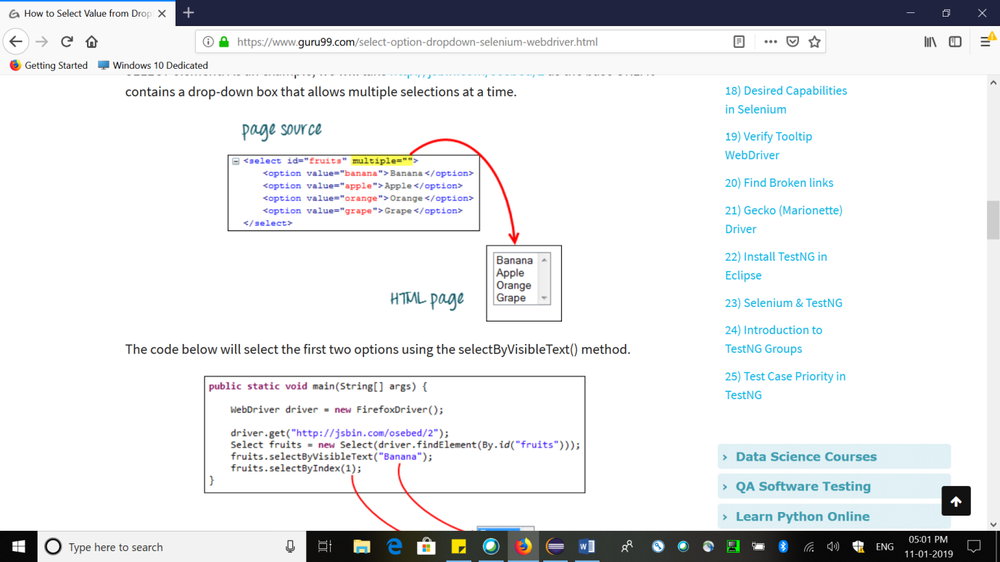 How to Select Value from Drop
https://www.guru99.com/select-option-dropdown-selenium-webdriver.html
Getting Started
Windows 10 Dedicated
contains a drop-down box that allows multiple selections at a time.
page source
<select id="fruits" multiple="">
<option value="banana">Banana</option>
<option value="apple">Apple</option>
<option value="orange">Orange</option>
<option value="grape">Grape</option>
</select>
Banana
Apple
Orange
Grape
HTML page
The code below will select the first two options using the selectByVisibleText() method.
public static void main(String[] args) {
WebDriver driver = new FirefoxDriver();
driver.get("http://jsbin.com/osebed/2");
Select fruits = new Select(driver.findElement(By.id("fruits")));
fruits.selectByVisibleText("Banana");
fruits.selectByIndex(1);
}
18) Desired Capabilities
in Selenium
19) Verify Tooltip
WebDriver
20) Find Broken links
21) Gecko (Marionette)
Driver
22) Install TestNG in
Eclipse
23) Selenium & TestNG
24) Introduction to
TestNG Groups
25) Test Case Priority in
TestNG
› Data Science Courses
› QA Software Testing
› Learn Python Online
Type here to search
ENG
05:01 PM
11-01-2019